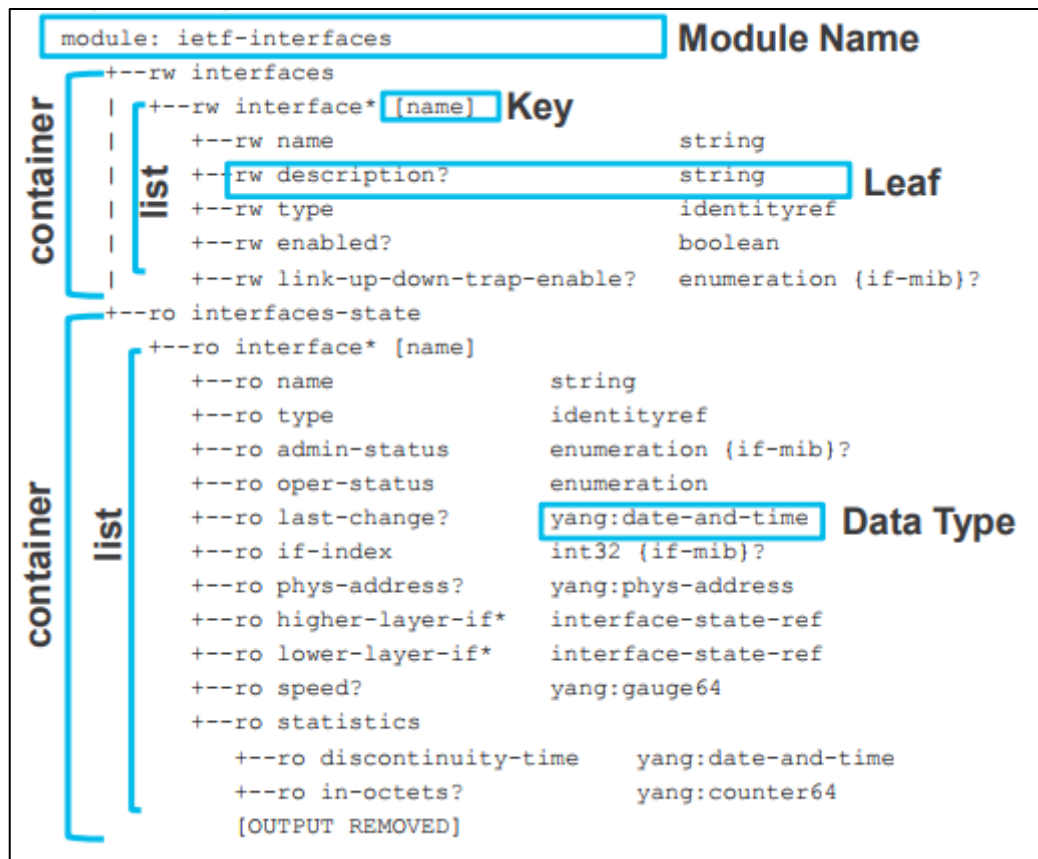 module: ietf-interfaces Module Name
+--rw interfaces
| +--rw interface* [name] Key
| +--rw name string
| +--rw description? string Leaf
| +--rw type identityref
| +--rw enabled? boolean
| +--rw link-up-down-trap-enable? enumeration {if-mib}?
container
list
+--ro interfaces-state
+--ro interface* [name]
+--ro name string
+--ro type identityref
+--ro admin-status enumeration {if-mib}?
+--ro oper-status enumeration
+--ro last-change? yang:date-and-time Data Type
+--ro if-index int32 {if-mib}?
+--ro phys-address? yang:phys-address
+--ro higher-layer-if* interface-state-ref
+--ro lower-layer-if* interface-state-ref
+--ro speed? yang:gauge64
+--ro statistics
+--ro discontinuity-time yang:date-and-time
+--ro in-octets? yang:counter64
[OUTPUT REMOVED]
container
list